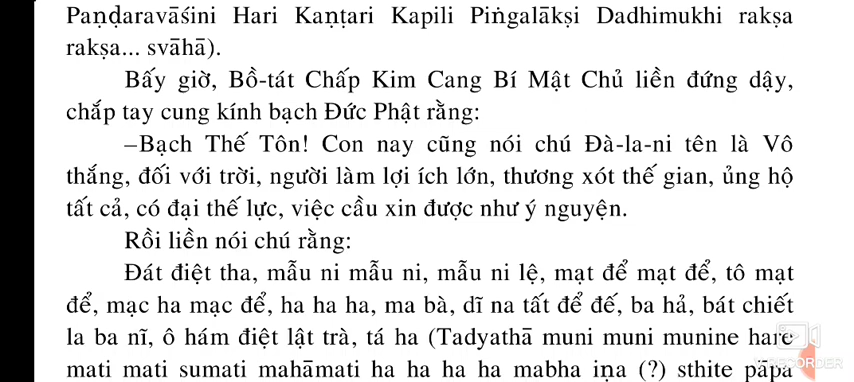 Paṇḍaravāśini Hari Kaṇṭari Kapili Piṅgalākṣi Dadhimukhi rakṣa
rakṣa... svāhā).
Bấy giờ, Bồ-tát Chấp Kim Cang Bí Mật Chủ liền đứng dậy,
chắp tay cung kính bạch Đức Phật rằng:
–Bạch Thế Tôn! Con nay cũng nói chú Đà-la-ni tên là Vô
thắng, đối với trời, người làm lợi ích lớn, thương xót thế gian, ủng hộ
tất cả, có đại thế lực, việc cầu xin được như ý nguyện.
Rồi liền nói chú rằng:
Đát điệt tha, mẫu ni mẫu ni, mẫu ni lệ, mạt để mạt để, tô mạt
để, mạc ha mạc để, ha ha ha, ma bà, dĩ na tất để đế, ba hả, bát chiết
la ba nĩ, ô hám điệt lật trà, tá ha (Tadyathā muni muni munine hare
mati mati sumati mahāmati ha ha ha ha mabha iṇa (?) sthite pāpa